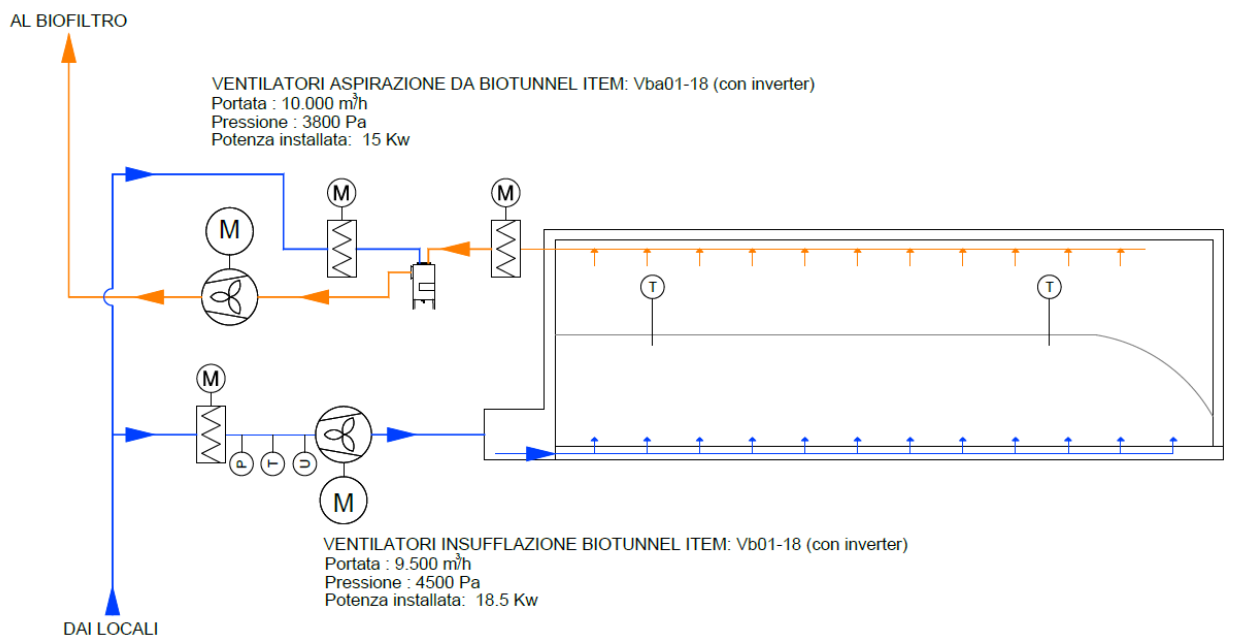 AL BIOFILTRO
VENTILATORI ASPIRAZIONE DA BIOTUNNEL ITEM: Vba01-18 (con inverter)
Portata : 10.000 m³/h
Pressione : 3800 Pa
Potenza installata: 15 Kw
M
M
M
T
T
M
P
T
U
M
VENTILATORI INSUFFLAZIONE BIOTUNNEL ITEM: Vb01-18 (con inverter)
Portata : 9.500 m³/h
Pressione : 4500 Pa
Potenza installata: 18.5 Kw
DAI LOCALI